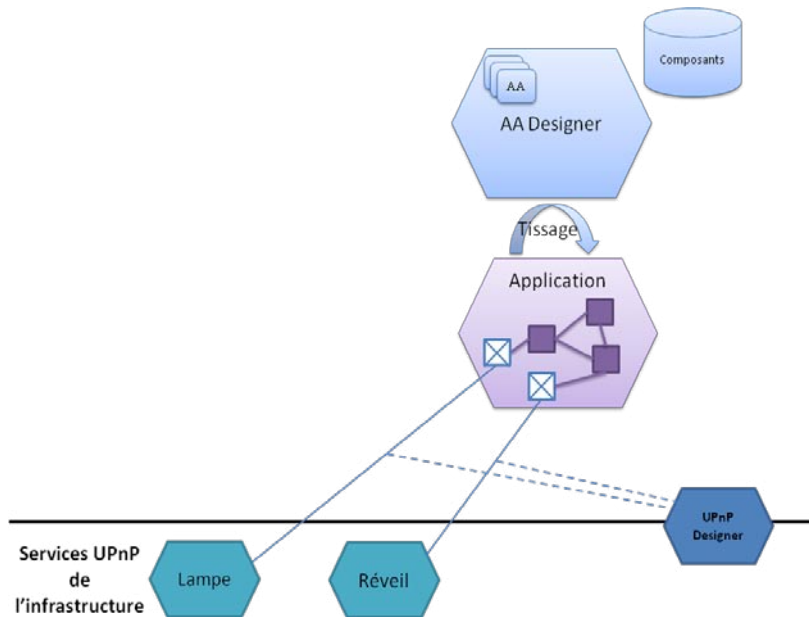 Composants
AA
AA Designer
Tissage
Application
UPnP
Designer
Services UPnP
de
l'infrastructure
Lampe
Réveil